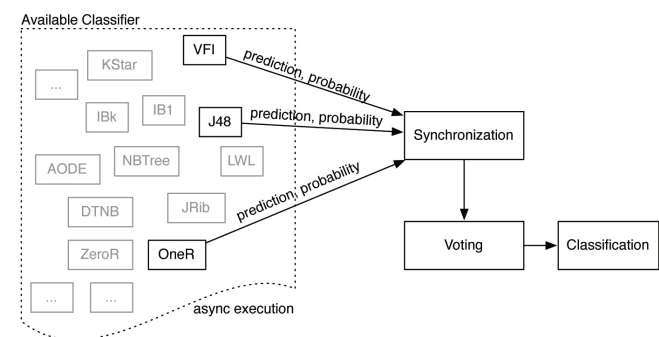 Available Classifier
VFI
KStar
...
prediction, probability
IBk
IB1
J48
prediction, probability
Synchronization
AODE
NBTree
LWL
prediction, probability
DTNB
JRib
ZeroR
OneR
Voting
Classification
...
...
async execution